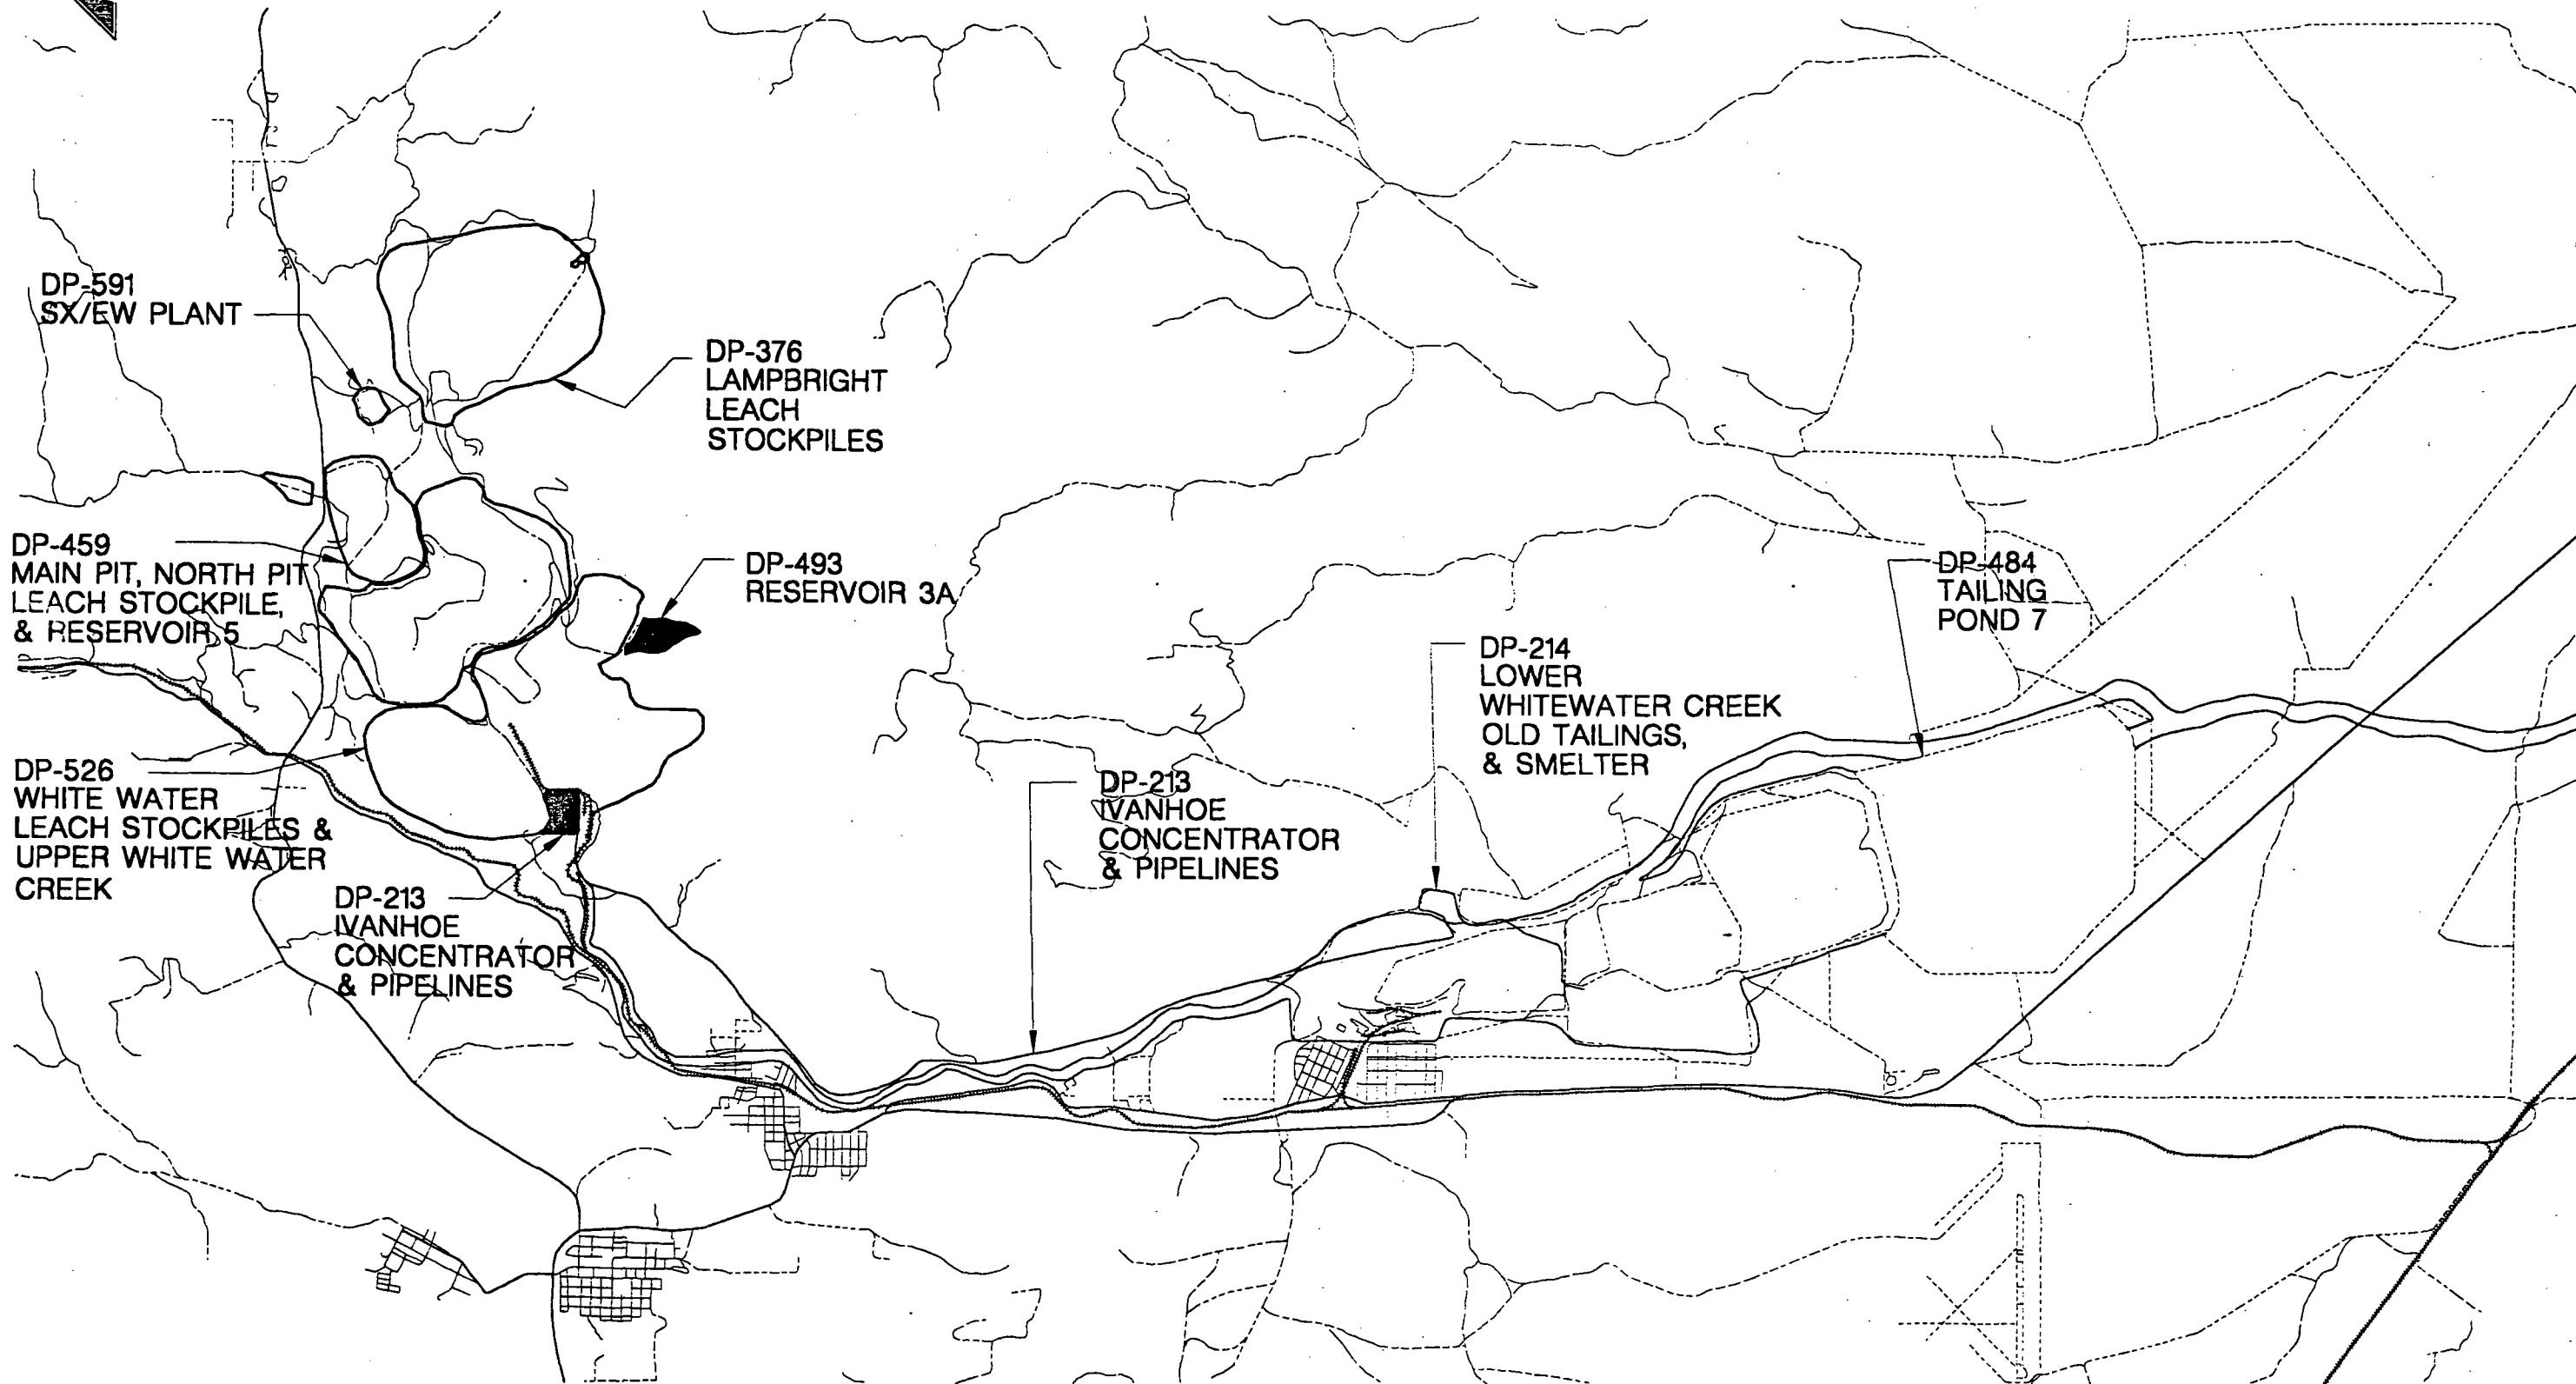 DP-591
SX/EW PLANT
DP-376
LAMPBRIGHT
LEACH
STOCKPILES
DP-459
MAIN PIT, NORTH PIT
LEACH STOCKPILE,
& RESERVOIR 5
DP-493
RESERVOIR 3A
DP-484
TAILING
POND 7
DP-214
LOWER
WHITEWATER CREEK
OLD TAILINGS,
& SMELTER
DP-526
WHITE WATER
LEACH STOCKPILES &
UPPER WHITE WATER
CREEK
DP-213
IVANHOE
CONCENTRATOR
& PIPELINES
DP-213
IVANHOE
CONCENTRATOR
& PIPELINES